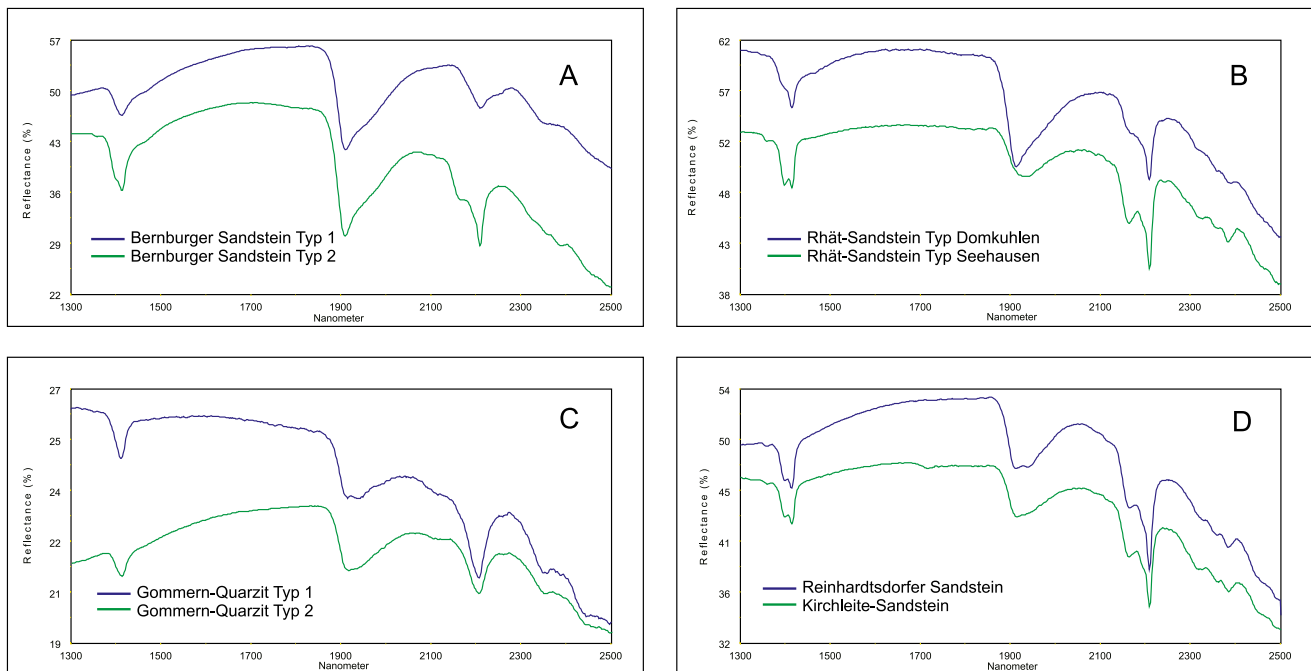 A
Reflectance (%)
57
50
43
36
29
22
Bernburger Sandstein Typ 1
Bernburger Sandstein Typ 2
1300 1500 1700 1900 2100 2300 2500
Nanometer
B
Reflectance (%)
62
57
52
48
43
38
Rhät-Sandstein Typ Domkuhlen
Rhät-Sandstein Typ Seehausen
1300 1500 1700 1900 2100 2300 2500
Nanometer
C
Reflectance (%)
27
25
24
22
21
19
Gommern-Quarzit Typ 1
Gommern-Quarzit Typ 2
1300 1500 1700 1900 2100 2300 2500
Nanometer
D
Reflectance (%)
54
50
45
41
36
32
Reinhardtsdorfer Sandstein
Kirchleite-Sandstein
1300 1500 1700 1900 2100 2300 2500
Nanometer